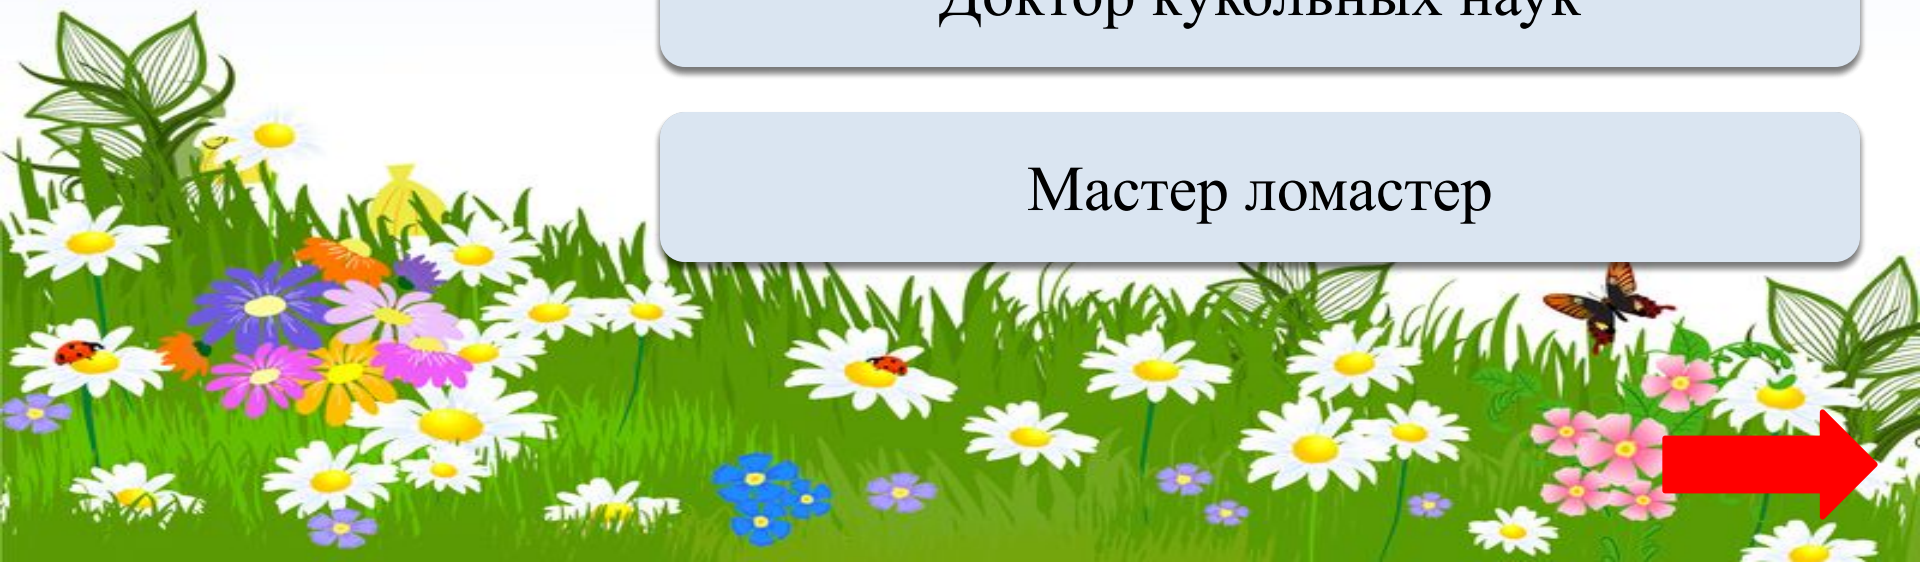 Доктор кукольных наук
Мастер ломастер